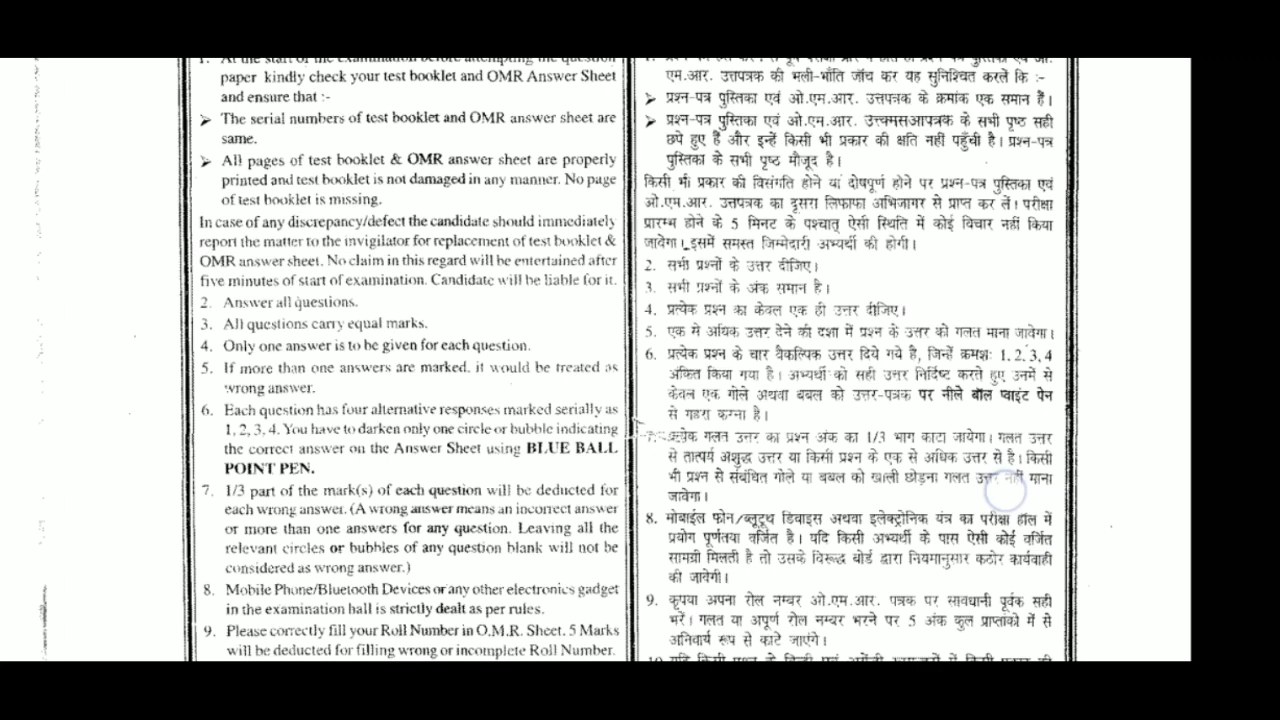 1. At the start of the examination before attempting the question
paper kindly check your test booklet and OMR Answer Sheet
and ensure that :-
➢ The serial numbers of test booklet and OMR answer sheet are
same.
➢ All pages of test booklet & OMR answer sheet are properly
printed and test booklet is not damaged in any manner. No page
of test booklet is missing.
In case of any discrepancy/defect the candidate should immediately
report the matter to the invigilator for replacement of test booklet &
OMR answer sheet. No claim in this regard will be entertained after
five minutes of start of examination. Candidate will be liable for it.
2. Answer all questions.
3. All questions carry equal marks.
4. Only one answer is to be given for each question.
5. If more than one answers are marked, it would be treated as
wrong answer.
6. Each question has four alternative responses marked serially as
1, 2, 3, 4. You have to darken only one circle or bubble indicating
the correct answer on the Answer Sheet using BLUE BALL
POINT PEN.
7. 1/3 part of the mark(s) of each question will be deducted for
each wrong answer. (A wrong answer means an incorrect answer
or more than one answers for any question. Leaving all the
relevant circles or bubbles of any question blank will not be
considered as wrong answer.)
8. Mobile Phone/Bluetooth Devices or any other electronics gadget
in the examination hall is strictly dealt as per rules.
9. Please correctly fill your Roll Number in O.M.R. Sheet. 5 Marks
will be deducted for filling wrong or incomplete Roll Number.
एम.आर. उत्तपत्रक की भली-भाँति जाँच कर यह सुनिश्चित करलें कि :-
➢ प्रश्न-पत्र पुस्तिका एवं ओ.एम.आर. उत्तपत्रक के क्रमांक एक समान हैं।
➢ प्रश्न-पत्र पुस्तिका एवं ओ.एम.आर. उत्त्क्मसआपत्रक के सभी पृष्ठ सही
छपे हुए हैं और इन्हें किसी भी प्रकार की क्षति नहीं पहुँची है। प्रश्न-पत्र
पुस्तिका के सभी पृष्ठ मौजूद है।
किसी भी प्रकार की विसंगति होने या दोषपूर्ण होने पर प्रश्न-पत्र पुस्तिका एवं
ओ.एम.आर. उत्तपत्रक का दूसरा लिफाफा अभिजागर से प्राप्त कर लें। परीक्षा
प्रारम्भ होने के 5 मिनट के पश्चात् ऐसी स्थिति में कोई विचार नहीं किया
जावेगा। इसमें समस्त जिम्मेदारी अभ्यर्थी की होगी।
2. सभी प्रश्नों के उत्तर दीजिए।
3. सभी प्रश्नों के अंक समान है।
4. प्रत्येक प्रश्न का केवल एक ही उत्तर दीजिए।
5. एक से अधिक उत्तर देने की दशा में प्रश्न के उत्तर को गलत माना जावेगा।
6. प्रत्येक प्रश्न के चार वैकल्पिक उत्तर दिये गये है, जिन्हें क्रमशः 1, 2, 3, 4
अंकित किया गया है। अभ्यर्थी को सही उत्तर निर्दिष्ट करते हुए उनमें से
केवल एक गोले अथवा बबल को उत्तर-पत्रक पर नीले बॉल प्वाइंट पेन
से गहरा करना है।
7. प्रत्येक गलत उत्तर का प्रश्न अंक का 1/3 भाग काटा जायेगा। गलत उत्तर
से तात्पर्य अशुद्ध उत्तर या किसी प्रश्न के एक से अधिक उत्तर से है। किसी
भी प्रश्न से संबंधित गोले या बबल को खाली छोड़ना गलत उत्तर नहीं माना
जावेगा।
8. मोबाईल फोन/ब्लूटूथ डिवाइस अथवा इलेक्ट्रोनिक यंत्र का परीक्षा हॉल में
प्रयोग पूर्णतया वर्जित है। यदि किसी अभ्यर्थी के पास ऐसी कोई वर्जित
सामग्री मिलती है तो उसके विरूद्ध बोर्ड द्वारा नियमानुसार कठोर कार्यवाही
की जावेगी।
9. कृपया अपना रोल नम्बर ओ.एम.आर. पत्रक पर सावधानी पूर्वक सही
भरें। गलत या अपूर्ण रोल नम्बर भरने पर 5 अंक कुल प्राप्तांको में से
अनिवार्य रूप से काटे जाएंगे।